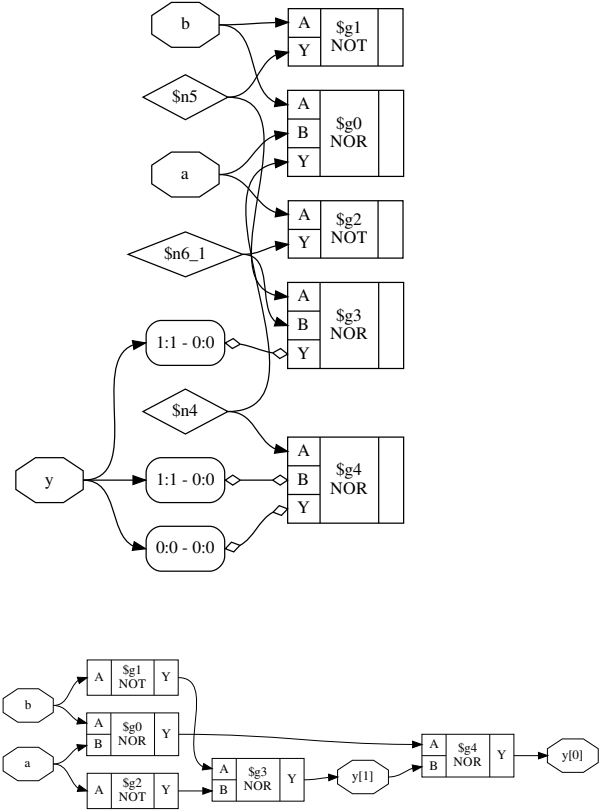 b
A
Y
$g1
NOT
$n5
A
B
Y
$g0
NOR
a
A
Y
$g2
NOT
$n6_1
A
B
Y
$g3
NOR
1:1 - 0:0
$n4
y
1:1 - 0:0
0:0 - 0:0
A
B
Y
$g4
NOR
b
a
A
$g1
NOT
Y
A
B
$g0
NOR
Y
A
$g2
NOT
Y
A
B
$g3
NOR
Y
y[1]
A
B
$g4
NOR
Y
y[0]